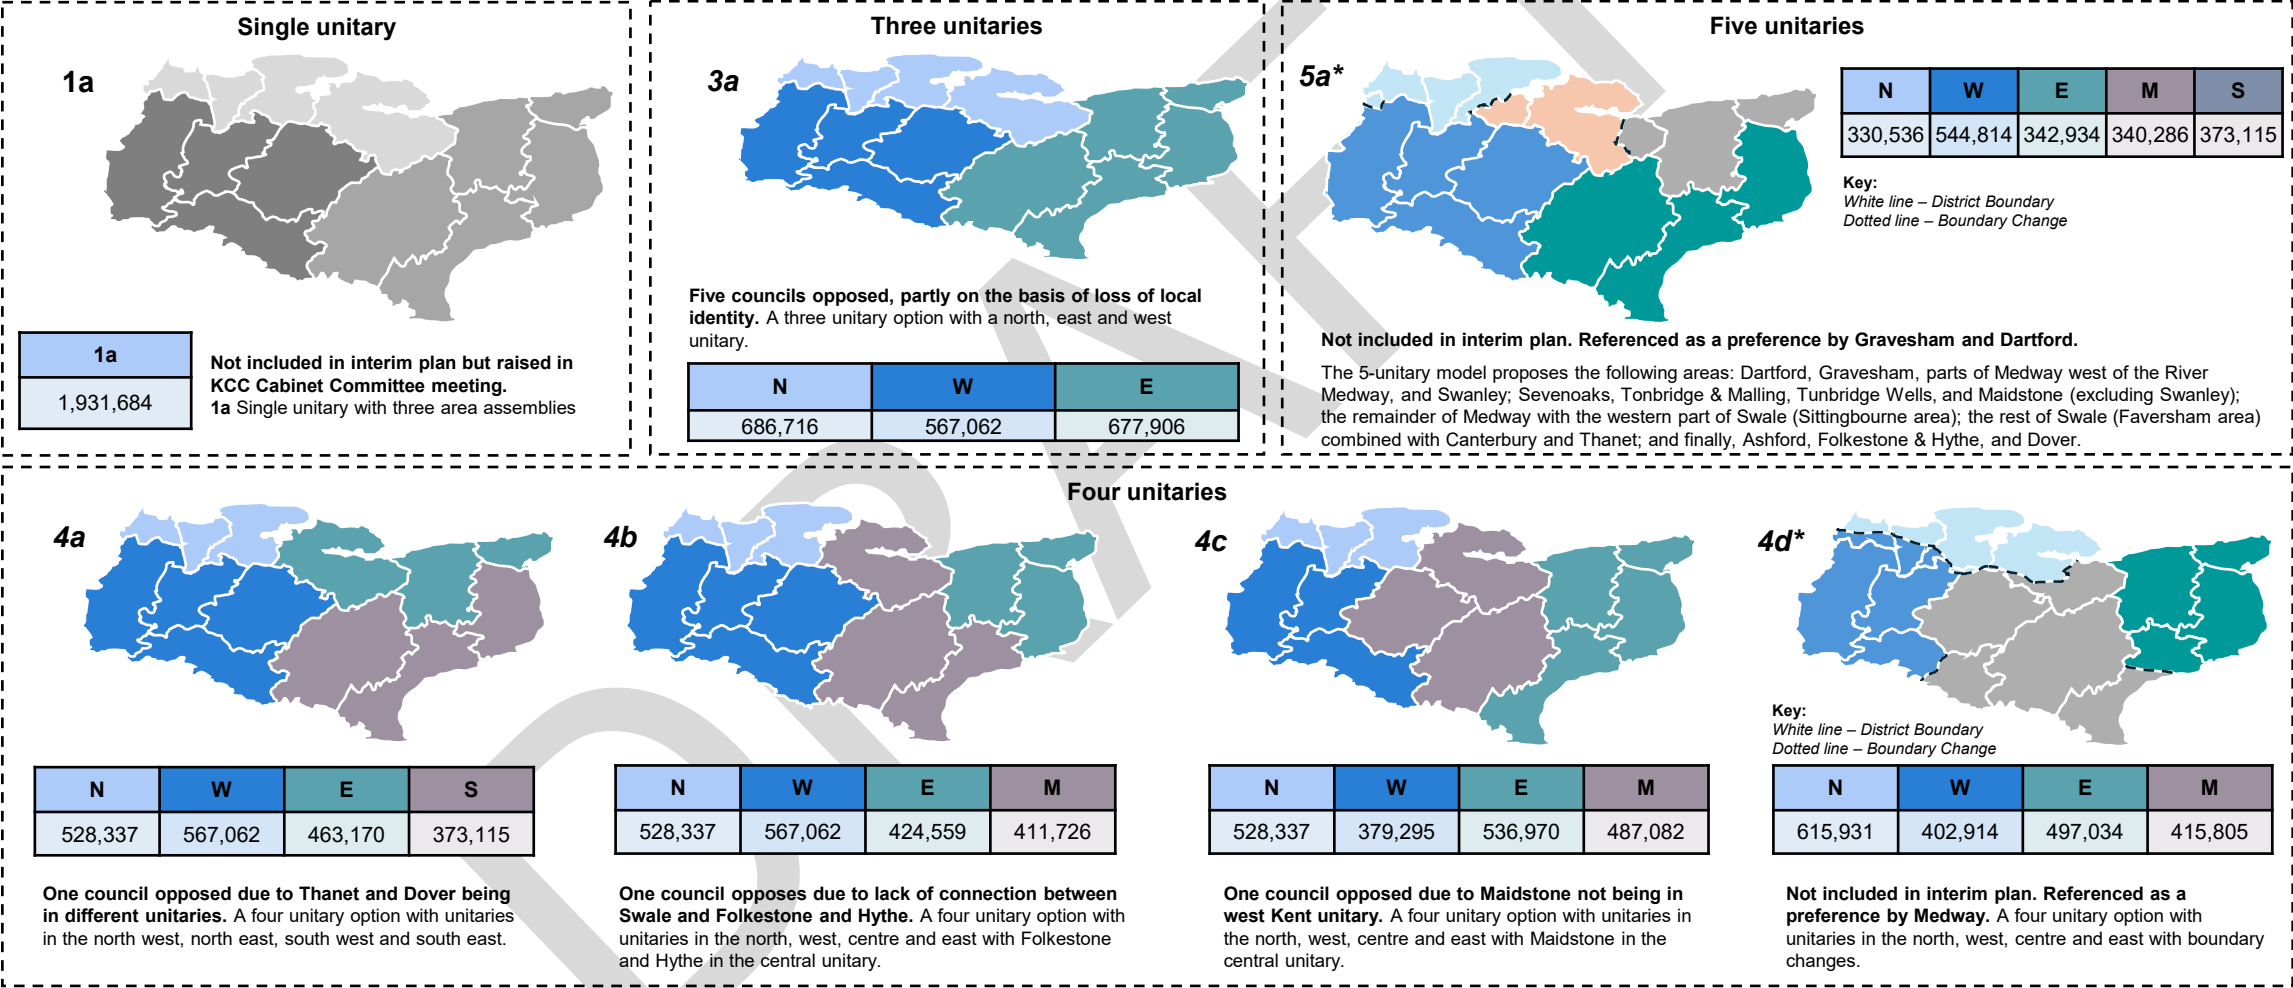 Single unitary
1a
1a
1,931,684
Not included in interim plan but raised in
KCC Cabinet Committee meeting.
1a Single unitary with three area assemblies
Three unitaries
3a
Five councils opposed, partly on the basis of loss of local
identity. A three unitary option with a north, east and west
unitary.
N W E
686,716 567,062 677,906
Five unitaries
5a*
N W E M S
330,536 544,814 342,934 340,286 373,115
Key:
White line – District Boundary
Dotted line – Boundary Change
Not included in interim plan. Referenced as a preference by Gravesham and Dartford.
The 5-unitary model proposes the following areas: Dartford, Gravesham, parts of Medway west of the River
Medway, and Swanley; Sevenoaks, Tonbridge & Malling, Tunbridge Wells, and Maidstone (excluding Swanley);
the remainder of Medway with the western part of Swale (Sittingbourne area); the rest of Swale (Faversham area)
combined with Canterbury and Thanet; and finally, Ashford, Folkestone & Hythe, and Dover.
Four unitaries
4a
N W E S
528,337 567,062 463,170 373,115
One council opposed due to Thanet and Dover being
in different unitaries. A four unitary option with unitaries
in the north west, north east, south west and south east.
4b
N W E M
528,337 567,062 424,559 411,726
One council opposes due to lack of connection between
Swale and Folkestone and Hythe. A four unitary option with
unitaries in the north, west, centre and east with Folkestone
and Hythe in the central unitary.
4c
N W E M
528,337 379,295 536,970 487,082
One council opposed due to Maidstone not being in
west Kent unitary. A four unitary option with unitaries in
the north, west, centre and east with Maidstone in the
central unitary.
4d*
Key:
White line – District Boundary
Dotted line – Boundary Change
N W E M
615,931 402,914 497,034 415,805
Not included in interim plan. Referenced as a
preference by Medway. A four unitary option with
unitaries in the north, west, centre and east with boundary
changes.
DRAFT